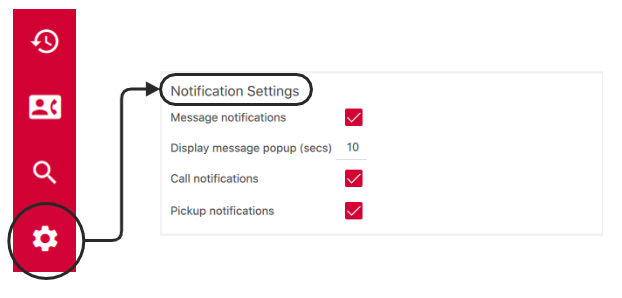 Notification Settings
Message notifications
Display message popup (secs) 10
Call notifications
Pickup notifications